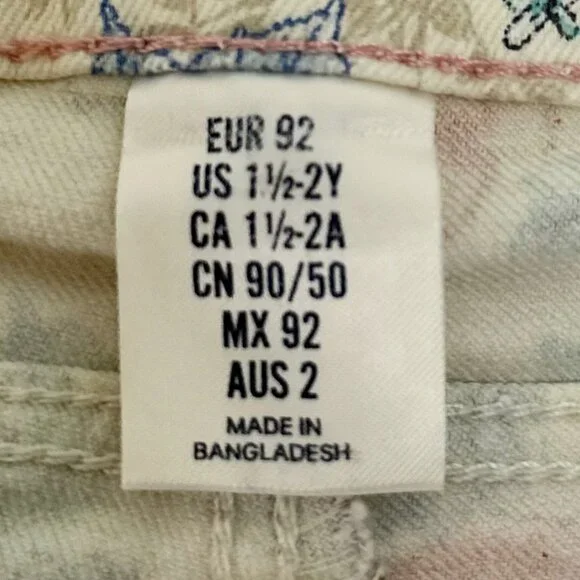 EUR 92
US 1½-2Y
CA 1½-2A
CN 90/50
MX 92
AUS 2
MADE IN
BANGLADESH